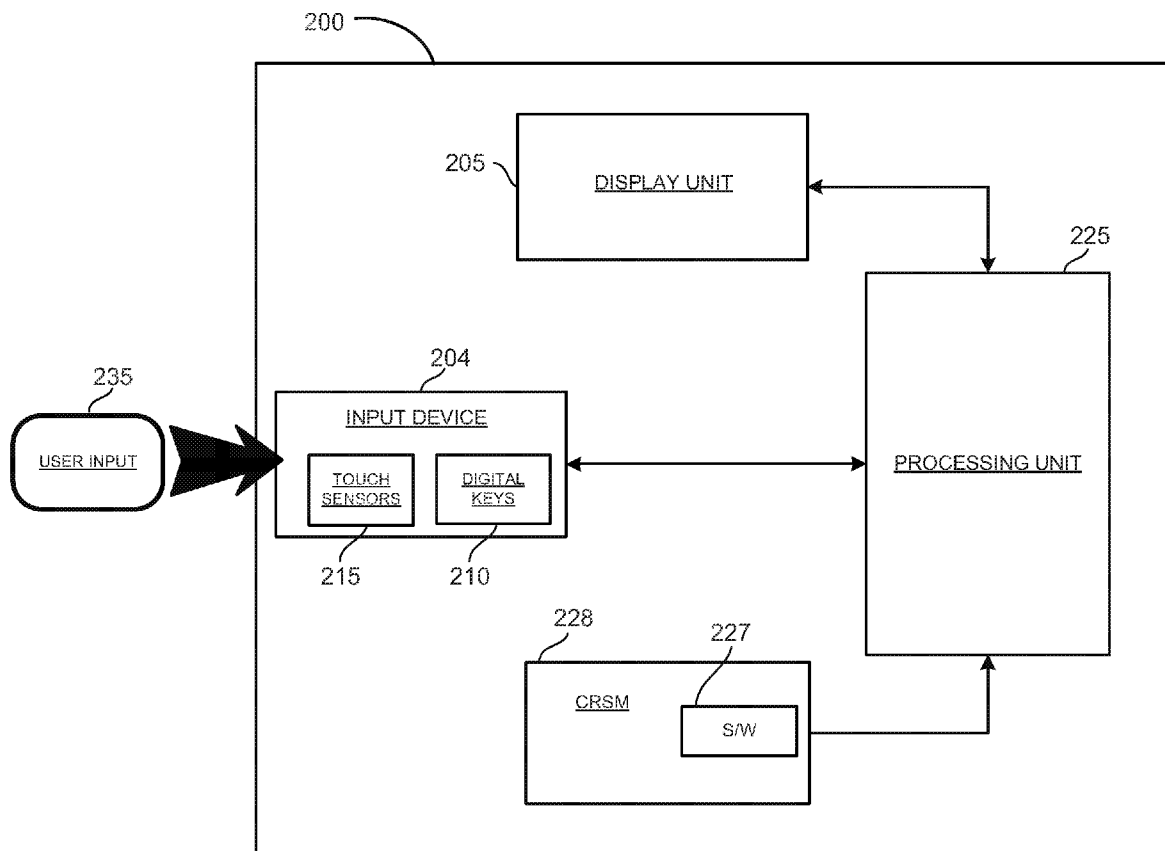 200
205
DISPLAY UNIT
225
235
204
USER INPUT
INPUT DEVICE
TOUCH
SENSORS
DIGITAL
KEYS
PROCESSING UNIT
215
210
228
227
CRSM
S/W